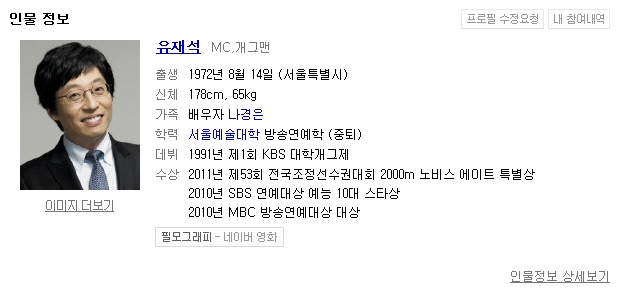 인물 정보
프로필 수정요청
내 참여내역
유재석 MC,개그맨
출생 1972년 8월 14일 (서울특별시)
신체 178cm, 65kg
가족 배우자 나경은
학력 서울예술대학 방송연예학 (중퇴)
데뷔 1991년 제1회 KBS 대학개그제
수상 2011년 제53회 전국조정선수권대회 2000m 노비스 에이트 특별상
2010년 SBS 연예대상 예능 10대 스타상
2010년 MBC 방송연예대상 대상
이미지 더보기
필모그래피 - 네이버 영화
인물정보 상세보기